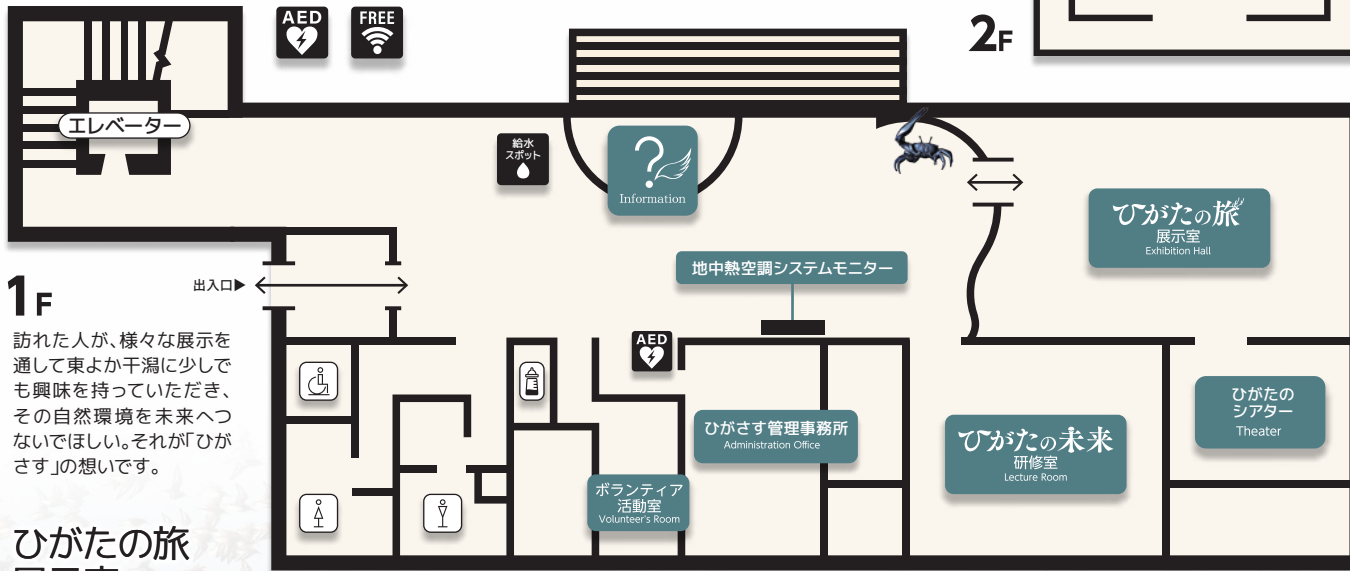 AED
FREE
2F
エレベーター
給水
スポット
?
Information
ひがたの旅
展示室
Exhibition Hall
地中熱空調システムモニター
出入口▶
1F
訪れた人が、様々な展示を
通して東よか干潟に少しで
も興味を持っていただき、
その自然環境を未来へつ
ないでほしい。それが「ひが
さす」の想いです。
AED
ひがさす管理事務所
Administration Office
ひがたの未来
研修室
Lecture Room
ひがたの
シアター
Theater
ボランティア
活動室
Volunteer's Room
ひがたの旅